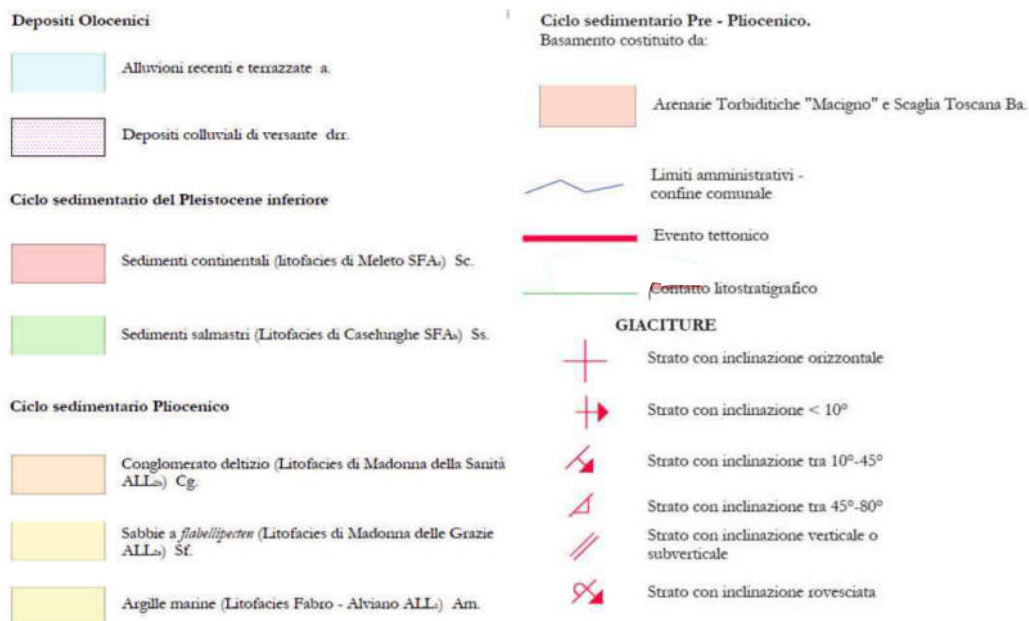 Depositi Olocenici
Alluvioni recenti e terrazzate a.
Depositi colluviali di versante drr.
Ciclo sedimentario del Pleistocene inferiore
Sedimenti continentali (litofacies di Meleto SFA) Sc.
Sedimenti salmastri (Litofacies di Caselunghe SFA) Ss.
Ciclo sedimentario Pliocenico
Conglomerato deltizio (Litofacies di Madonna della Sanità
ALL) Cg.
Sabbie a flabellipecten (Litofacies di Madonna delle Grazie
ALL) Sf.
Argille marine (Litofacies Fabro - Alviano ALL) Am.
Ciclo sedimentario Pre - Pliocenico.
Basamento costituito da:
Arenarie Torbiditiche "Macigno" e Scaglia Toscana Ba.
Limiti amministrativi -
confine comunale
Evento tettonico
Contatto litostratigrafico
GIACITURE
Strato con inclinazione orizzontale
Strato con inclinazione < 10°
Strato con inclinazione tra 10°-45°
Strato con inclinazione tra 45°-80°
Strato con inclinazione verticale o
subverticale
Strato con inclinazione rovesciata